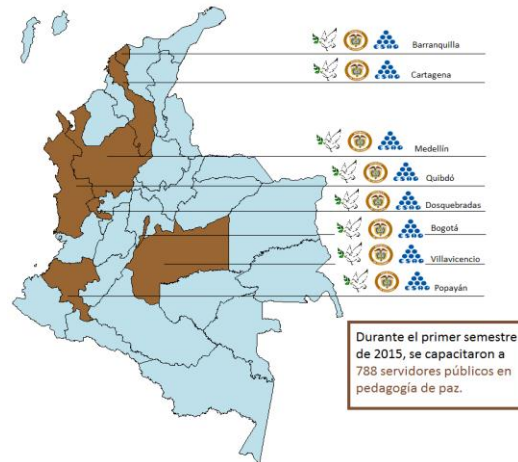 Barranquilla
Cartagena
Medellín
Quibdó
Dosquebradas
Bogotá
Villavicencio
Popayán
Durante el primer semestre
de 2015, se capacitaron a
788 servidores públicos en
pedagogía de paz.